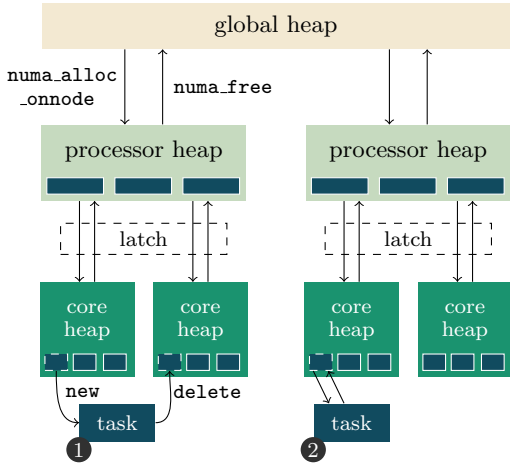 global heap
numa_alloc
_onnode
numa_free
processor heap
processor heap
latch
latch
core
heap
core
heap
core
heap
core
heap
new
delete
task
task
1
2